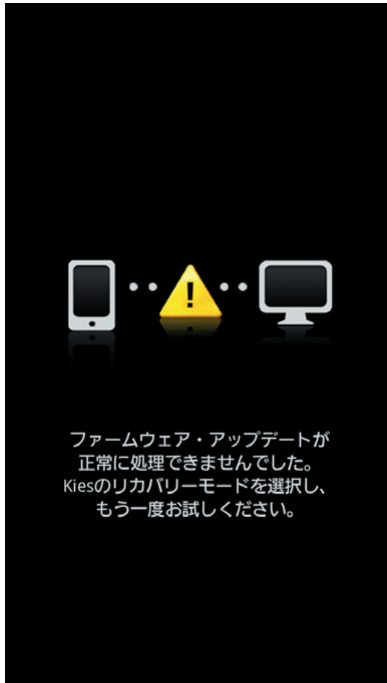 ファームウェア・アップデートが
正常に処理できませんでした。
Kiesのリカバリーモードを選択し、
もう一度お試しください。